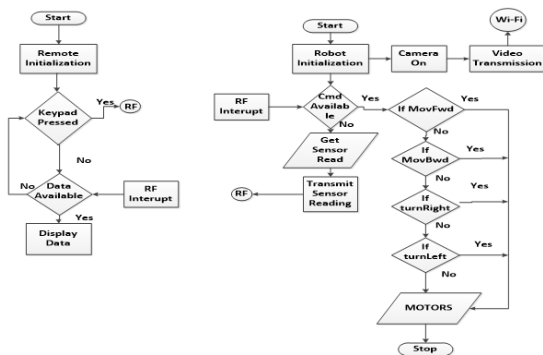 Start
Remote
Initialization
Keypad
Pressed
Yes
RF
No
No
Data
Available
RF
Interupt
Yes
Display
Data
Start
Robot
Initialization
Camera
On
Video
Transmission
Wi-Fi
RF
Interupt
Cmd
Availab
le
Yes
No
Get
Sensor
Read
RF
Transmit
Sensor
Reading
If MovFwd
Yes
No
If
MovBwd
Yes
No
If
turnRight
Yes
No
If
turnLeft
Yes
No
MOTORS
Stop